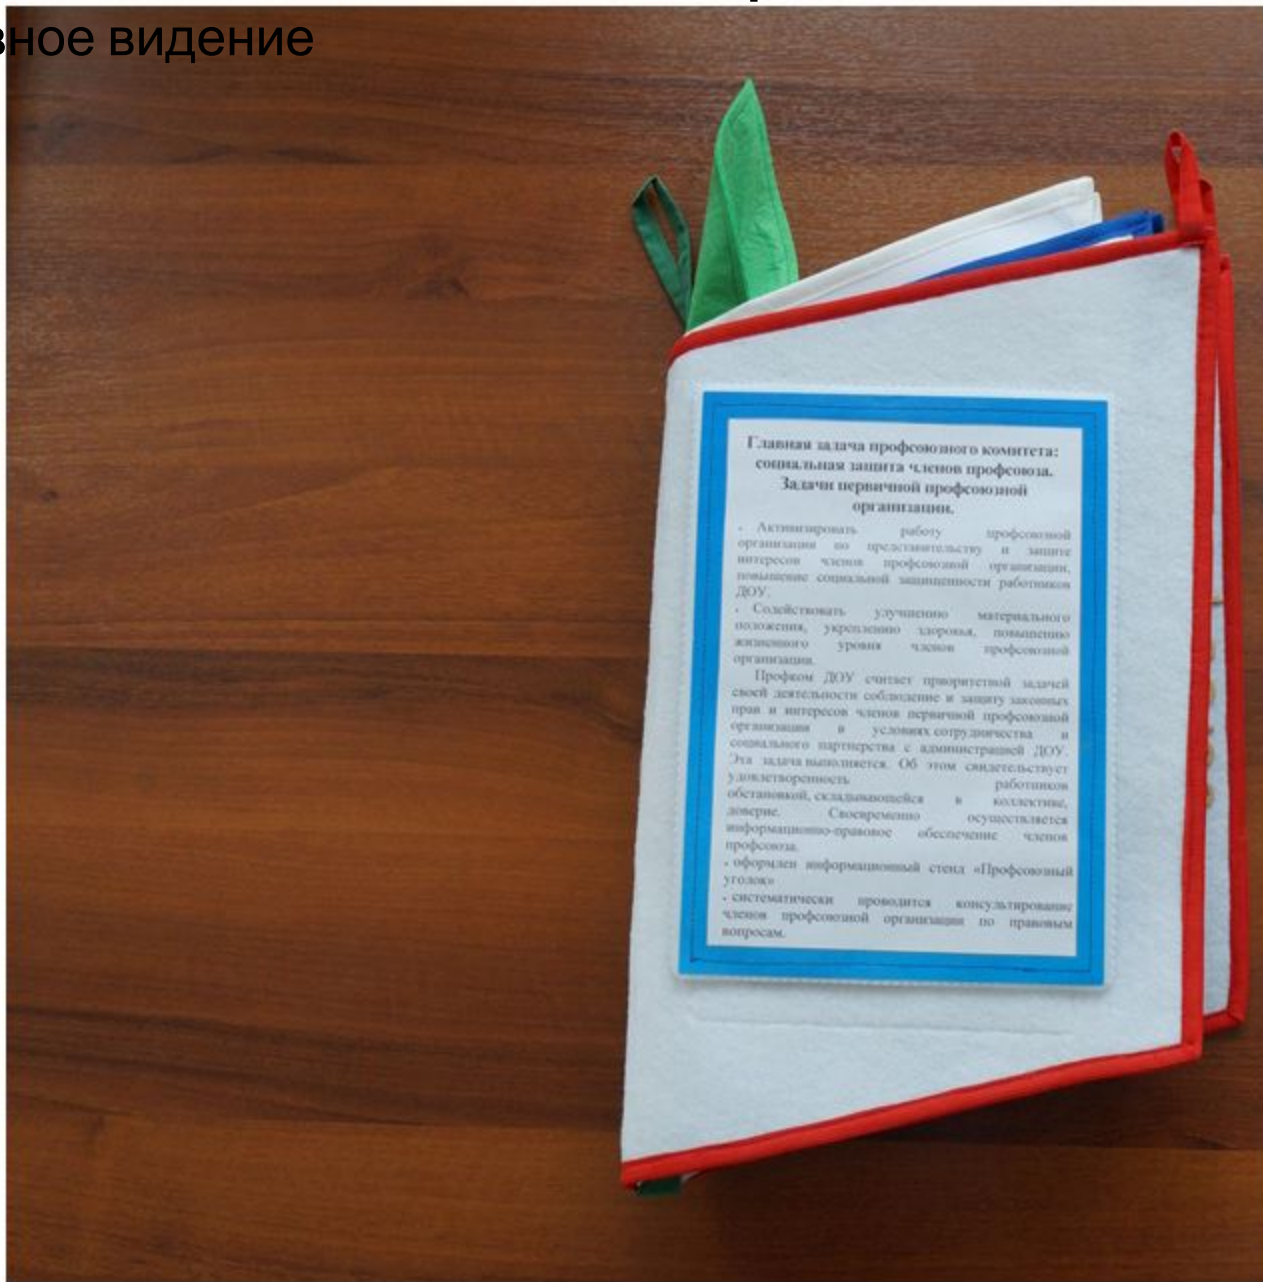 вное видение
Главная задача профсоюзного комитета:
социальная защита членов профсоюза.
Задачи первичной профсоюзной
организации.
. Активизировать работу профсоюзной
организации по представительству и защите
интересов членов профсоюзной организации,
повышение социальной защищенности работников
ДОУ.
. Содействовать улучшению материального
положения, укреплению здоровья, повышению
жизненного уровня членов профсоюзной
организации.
Профком ДОУ считает приоритетной задачей
своей деятельности соблюдение и защиту законных
прав и интересов членов первичной профсоюзной
организации в условиях сотрудничества и
социального партнерства с администрацией ДОУ.
Эта задача выполняется. Об этом свидетельствует
удовлетворенность работников
обстановкой, складывающейся в коллективе,
доверие. Своевременно осуществляется
информационно-правовое обеспечение членов
профсоюза.
. оформлен информационный стенд «Профсоюзный
уголок»
. систематически проводится консультирование
членов профсоюзной организации по правовым
вопросам.